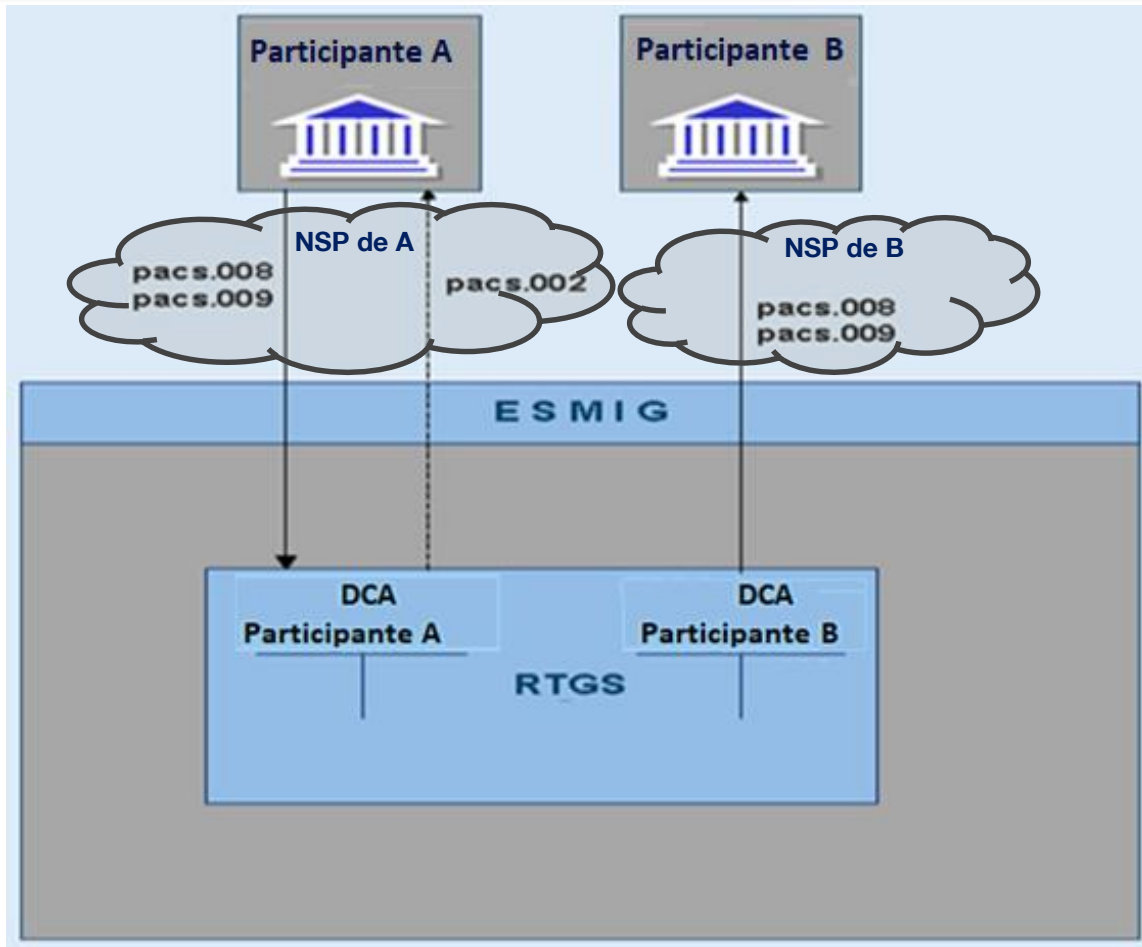 Participante A
Participante B
NSP de A
pacs.008
pacs.009
pacs.002
NSP de B
pacs.008
pacs.009
ESMIG
DCA
Participante A
DCA
Participante B
RTGS